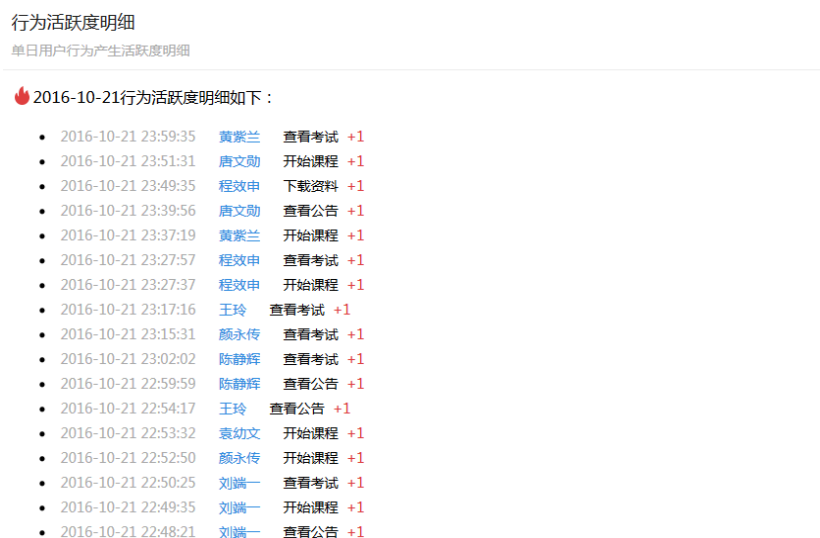 行为活跃度明细
单日用户行为产生活跃度明细
2016-10-21行为活跃度明细如下：
2016-10-21 23:59:35 黄紫兰 查看考试 +1
2016-10-21 23:51:31 唐文勋 开始课程 +1
2016-10-21 23:49:35 程效申 下载资料 +1
2016-10-21 23:39:56 唐文勋 查看公告 +1
2016-10-21 23:37:19 黄紫兰 开始课程 +1
2016-10-21 23:27:57 程效申 查看考试 +1
2016-10-21 23:27:37 程效申 开始课程 +1
2016-10-21 23:17:16 王玲 查看考试 +1
2016-10-21 23:15:31 颜永传 查看考试 +1
2016-10-21 23:02:02 陈静辉 查看考试 +1
2016-10-21 22:59:59 陈静辉 查看公告 +1
2016-10-21 22:54:17 王玲 查看公告 +1
2016-10-21 22:53:32 袁幼文 开始课程 +1
2016-10-21 22:52:50 颜永传 开始课程 +1
2016-10-21 22:50:25 刘端一 查看考试 +1
2016-10-21 22:49:35 刘端一 开始课程 +1
2016-10-21 22:48:21 刘端一 查看公告 +1